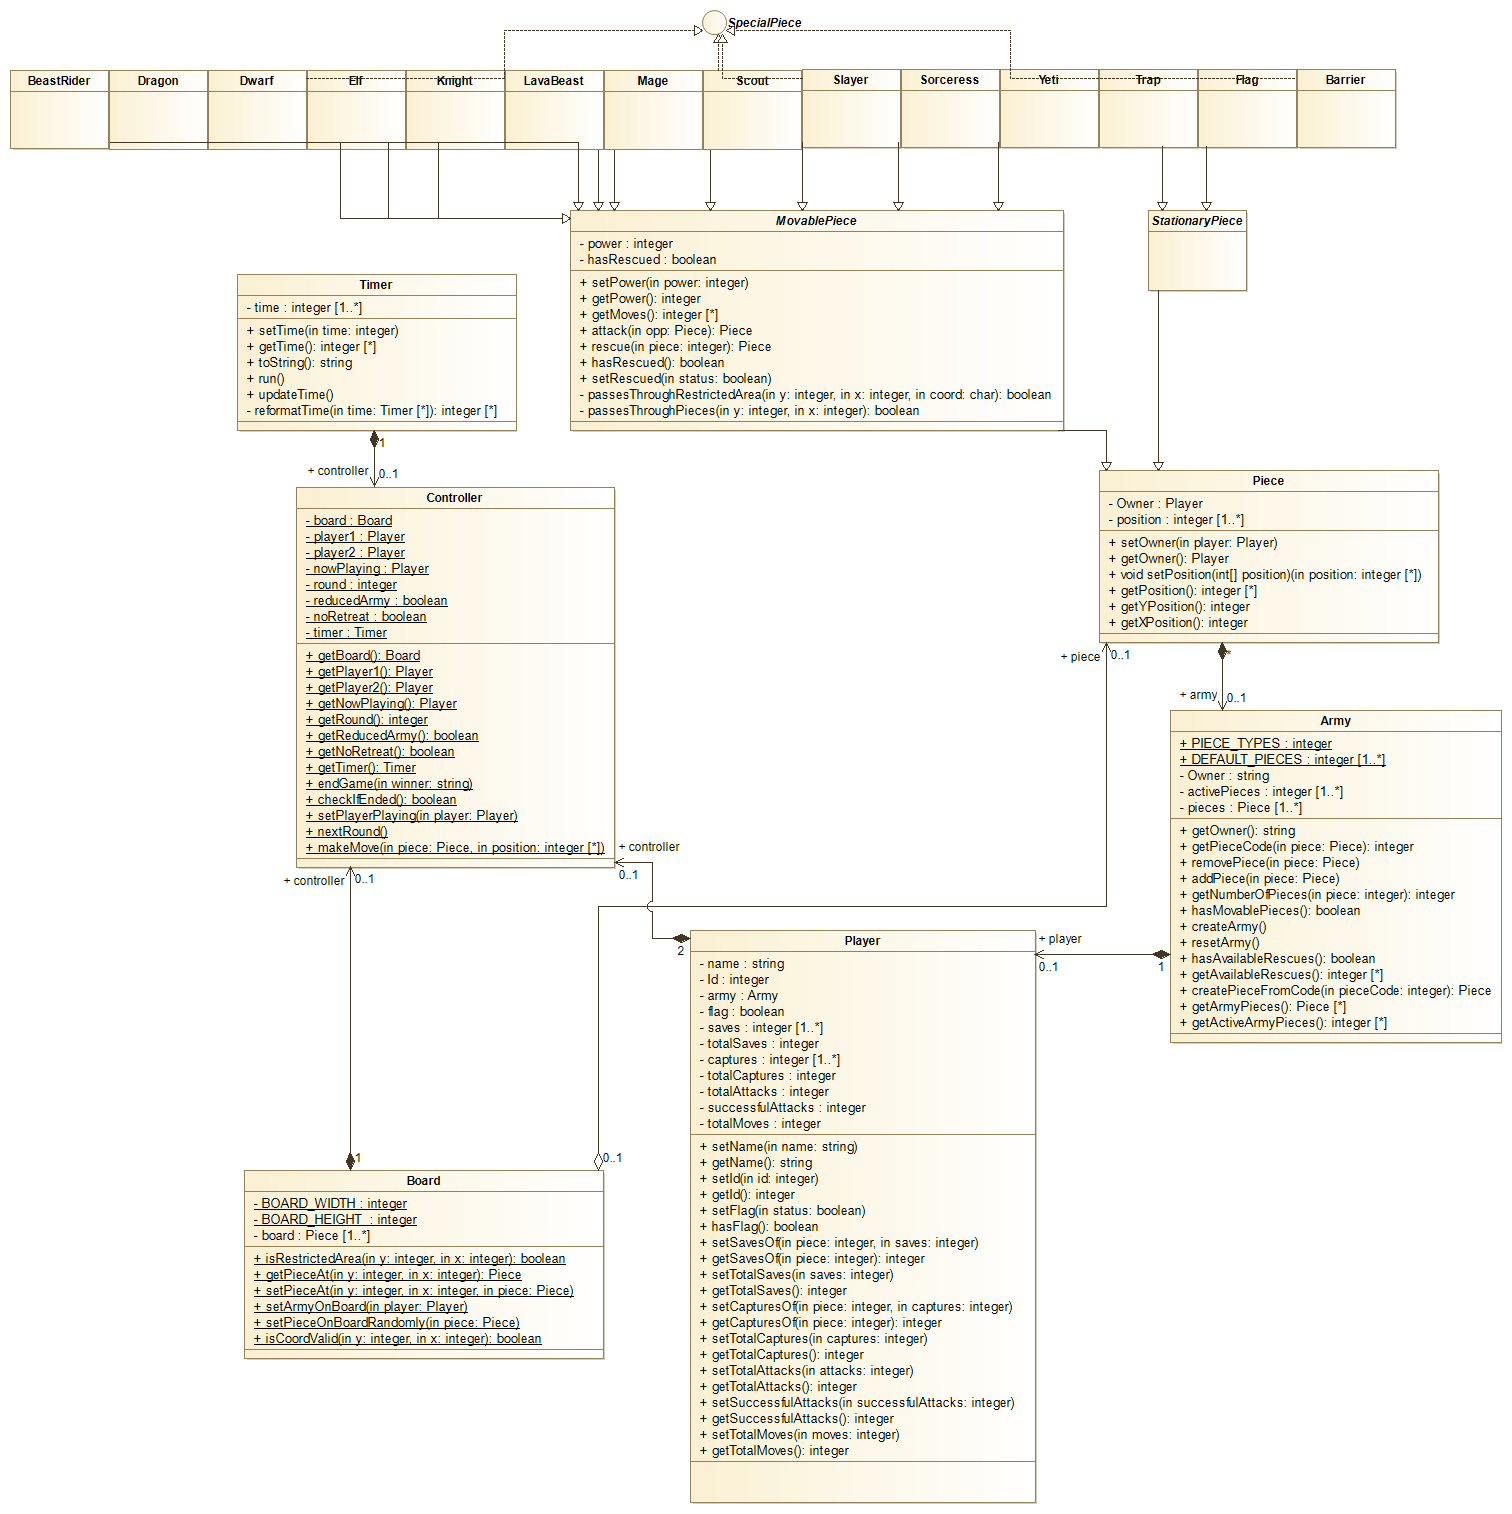 SpecialPiece
BeastRider
Dragon
Dwarf
Elf
Knight
LavaBeast
Mage
Scout
Slayer
Sorceress
Yeti
Trap
Flag
Barrier
MovablePiece
- power : integer
- hasRescued : boolean
+ setPower(in power: integer)
+ getPower(): integer
+ getMoves(): integer [*]
+ attack(in opp: Piece): Piece
+ rescue(in piece: integer): Piece
+ hasRescued(): boolean
+ setRescued(in status: boolean)
- passesThroughRestrictedArea(in y: integer, in x: integer, in coord: char): boolean
- passesThroughPieces(in y: integer, in x: integer): boolean
StationaryPiece
Timer
- time : integer [1..*]
+ setTime(in time: integer)
+ getTime(): integer [*]
+ toString(): string
+ run()
+ updateTime()
- reformatTime(in time: Timer [*]): integer [*]
1
+ controller
0..1
Controller
- board : Board
- player1 : Player
- player2 : Player
- nowPlaying : Player
- round : integer
- reducedArmy : boolean
- noRetreat : boolean
- timer : Timer
+ getBoard(): Board
+ getPlayer1(): Player
+ getPlayer2(): Player
+ getNowPlaying(): Player
+ getRound(): integer
+ getReducedArmy(): boolean
+ getNoRetreat(): boolean
+ getTimer(): Timer
+ endGame(in winner: string)
+ checkIfEnded(): boolean
+ setPlayerPlaying(in player: Player)
+ nextRound()
+ makeMove(in piece: Piece, in position: integer [*])
Piece
- Owner : Player
- position : integer [1..*]
+ setOwner(in player: Player)
+ getOwner(): Player
+ void setPosition(int[] position)(in position: integer [*])
+ getPosition(): integer [*]
+ getYPosition(): integer
+ getXPosition(): integer
+ piece
0..1
*
+ army
0..1
Army
+ PIECE_TYPES : integer
+ DEFAULT_PIECES : integer [1..*]
- Owner : string
- activePieces : integer [1..*]
- pieces : Piece [1..*]
+ getOwner(): string
+ getPieceCode(in piece: Piece): integer
+ removePiece(in piece: Piece)
+ addPiece(in piece: Piece)
+ getNumberOfPieces(in piece: integer): integer
+ hasMovablePieces(): boolean
+ createArmy()
+ resetArmy()
+ hasAvailableRescues(): boolean
+ getAvailableRescues(): integer [*]
+ createPieceFromCode(in pieceCode: integer): Piece
+ getArmyPieces(): Piece [*]
+ getActiveArmyPieces(): integer [*]
+ controller
0..1
+ controller
0..1
2
+ player
0..1
1
Player
- name : string
- Id : integer
- army : Army
- flag : boolean
- saves : integer [1..*]
- totalSaves : integer
- captures : integer [1..*]
- totalCaptures : integer
- totalAttacks : integer
- successfulAttacks : integer
- totalMoves : integer
+ setName(in name: string)
+ getName(): string
+ setId(in id: integer)
+ getId(): integer
+ setFlag(in status: boolean)
+ hasFlag(): boolean
+ setSavesOf(in piece: integer, in saves: integer)
+ getSavesOf(in piece: integer): integer
+ setTotalSaves(in saves: integer)
+ getTotalSaves(): integer
+ setCapturesOf(in piece: integer, in captures: integer)
+ getCapturesOf(in piece: integer): integer
+ setTotalCaptures(in captures: integer)
+ getTotalCaptures(): integer
+ setTotalAttacks(in attacks: integer)
+ getTotalAttacks(): integer
+ setSuccessfulAttacks(in successfulAttacks: integer)
+ getSuccessfulAttacks(): integer
+ setTotalMoves(in moves: integer)
+ getTotalMoves(): integer
1
0..1
Board
- BOARD_WIDTH : integer
- BOARD_HEIGHT : integer
- board : Piece [1..*]
+ isRestrictedArea(in y: integer, in x: integer): boolean
+ getPieceAt(in y: integer, in x: integer): Piece
+ setPieceAt(in y: integer, in x: integer, in piece: Piece)
+ setArmyOnBoard(in player: Player)
+ setPieceOnBoardRandomly(in piece: Piece)
+ isCoordValid(in y: integer, in x: integer): boolean